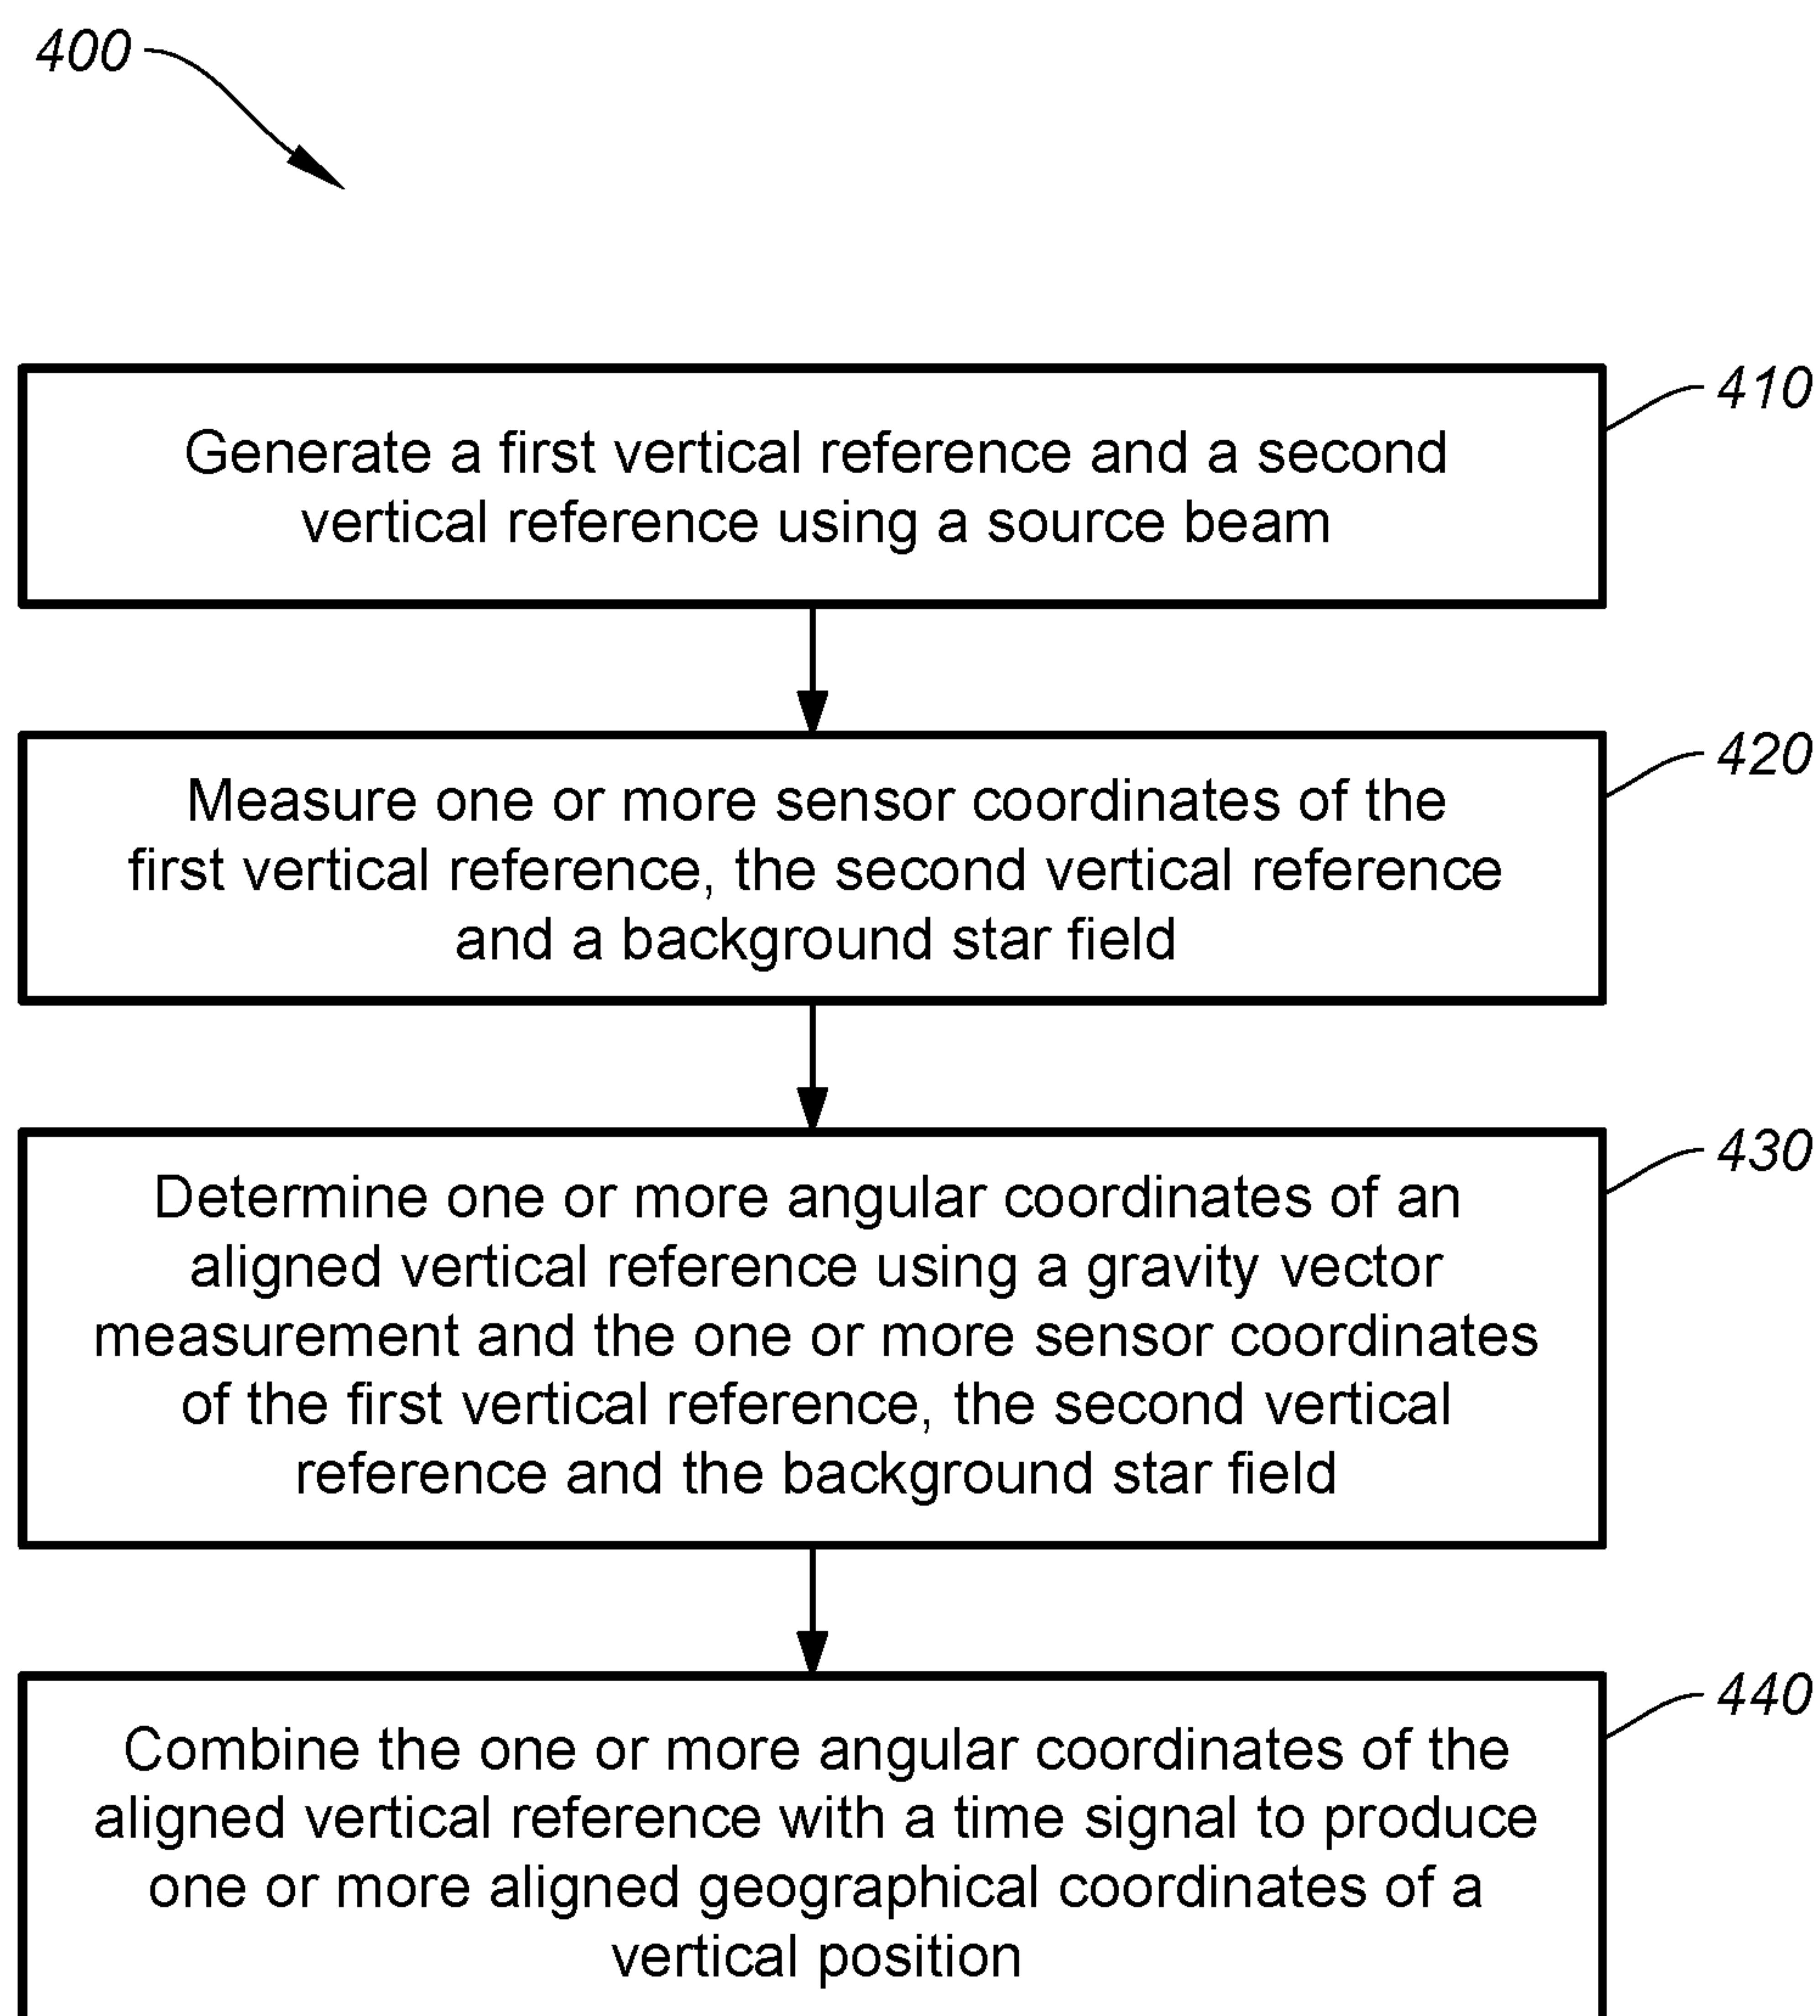 400
410
Generate a first vertical reference and a second
vertical reference using a source beam
420
Measure one or more sensor coordinates of the
first vertical reference, the second vertical reference
and a background star field
430
Determine one or more angular coordinates of an
aligned vertical reference using a gravity vector
measurement and the one or more sensor coordinates
of the first vertical reference, the second vertical
reference and the background star field
440
Combine the one or more angular coordinates of the
aligned vertical reference with a time signal to produce
one or more aligned geographical coordinates of a
vertical position